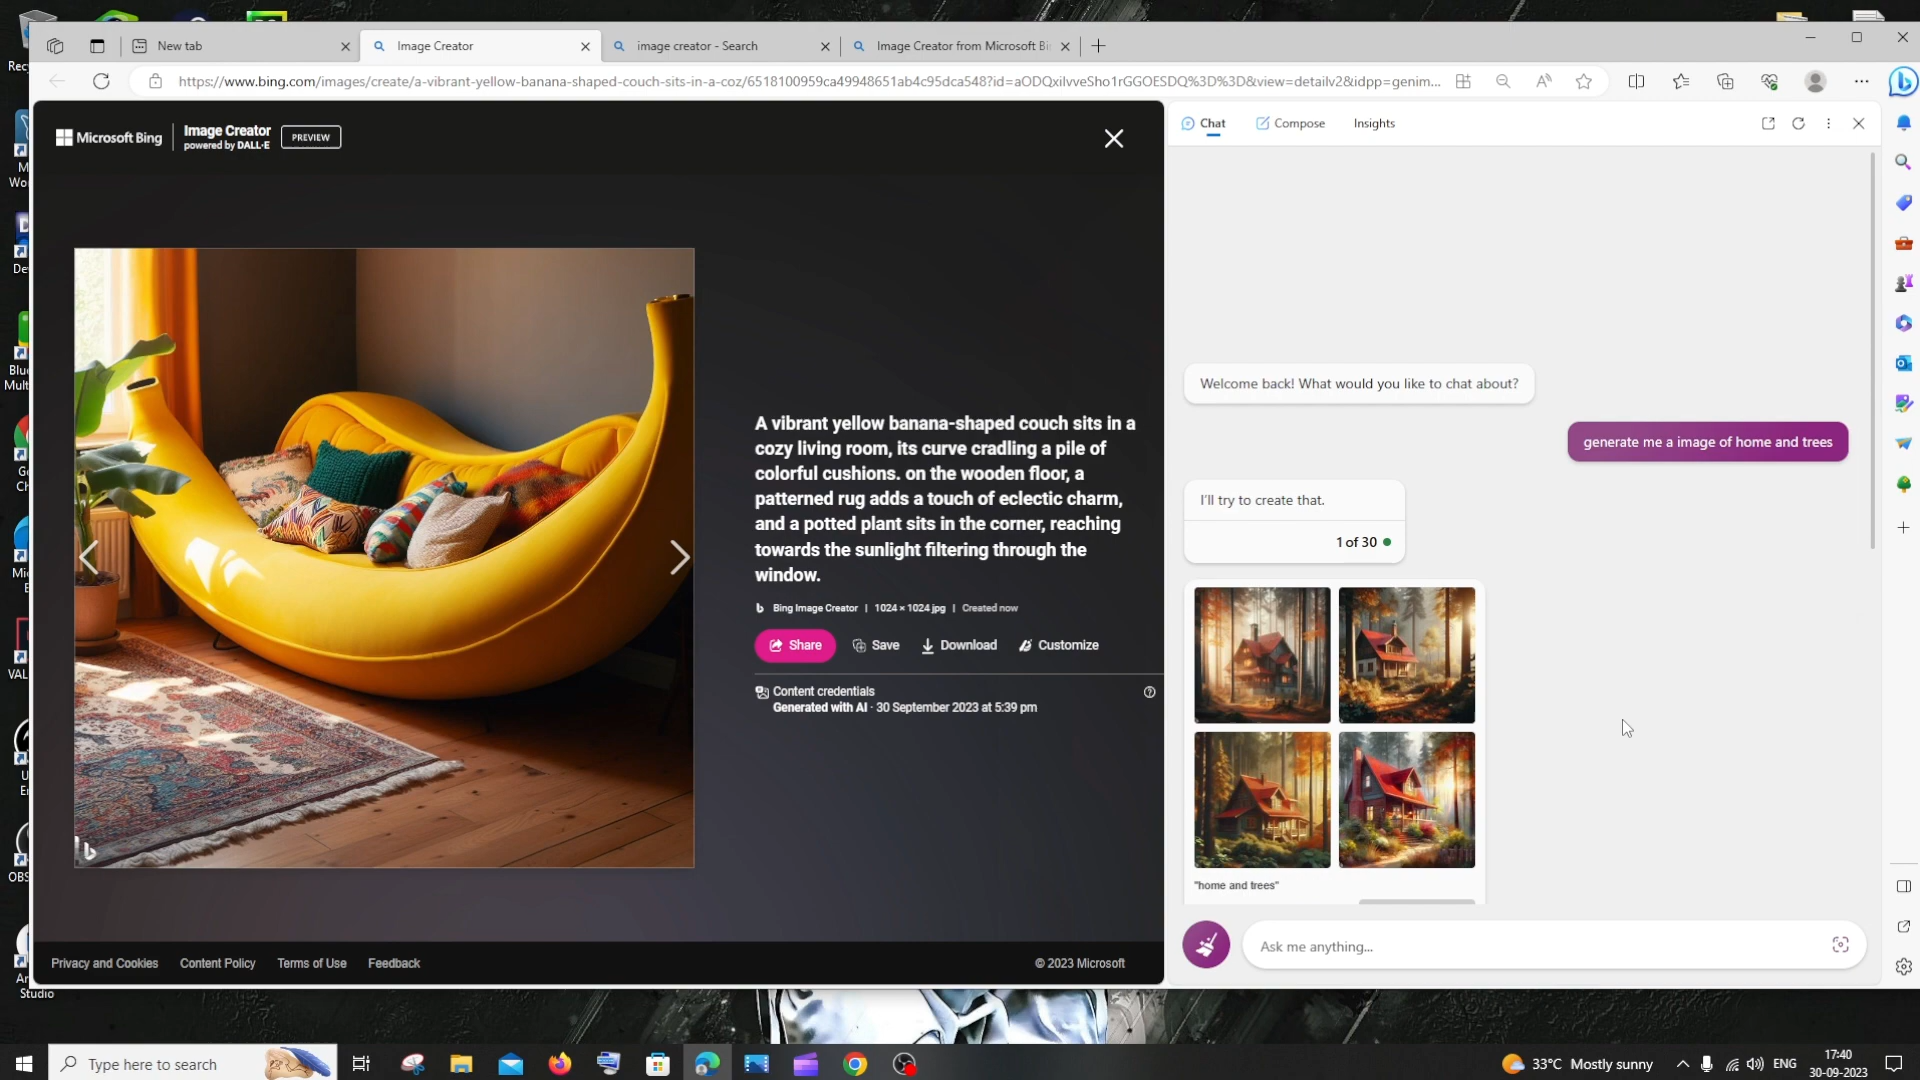 New tab
Image Creator
image creator - Search
Image Creator from Microsoft Bi
https://www.bing.com/images/create/a-vibrant-yellow-banana-shaped-couch-sits-in-a-coz/6518100959ca49948651ab4c95dca548?id=aODQxilvveSho1rGGOESDQ%3D%3D&view=detailv2&idpp=genim...
Microsoft Bing
Image Creator
powered by DALL·E
PREVIEW
A vibrant yellow banana-shaped couch sits in a
cozy living room, its curve cradling a pile of
colorful cushions. on the wooden floor, a
patterned rug adds a touch of eclectic charm,
and a potted plant sits in the corner, reaching
towards the sunlight filtering through the
window.
Bing Image Creator | 1024 × 1024 jpg | Created now
Share
Save
Download
Customize
Content credentials
Generated with AI · 30 September 2023 at 5:39 pm
Privacy and Cookies
Content Policy
Terms of Use
Feedback
© 2023 Microsoft
Chat
Compose
Insights
Welcome back! What would you like to chat about?
generate me a image of home and trees
I'll try to create that.
1 of 30
"home and trees"
Ask me anything...
Studio
Type here to search
33°C Mostly sunny
ENG
17:40
30-09-2023